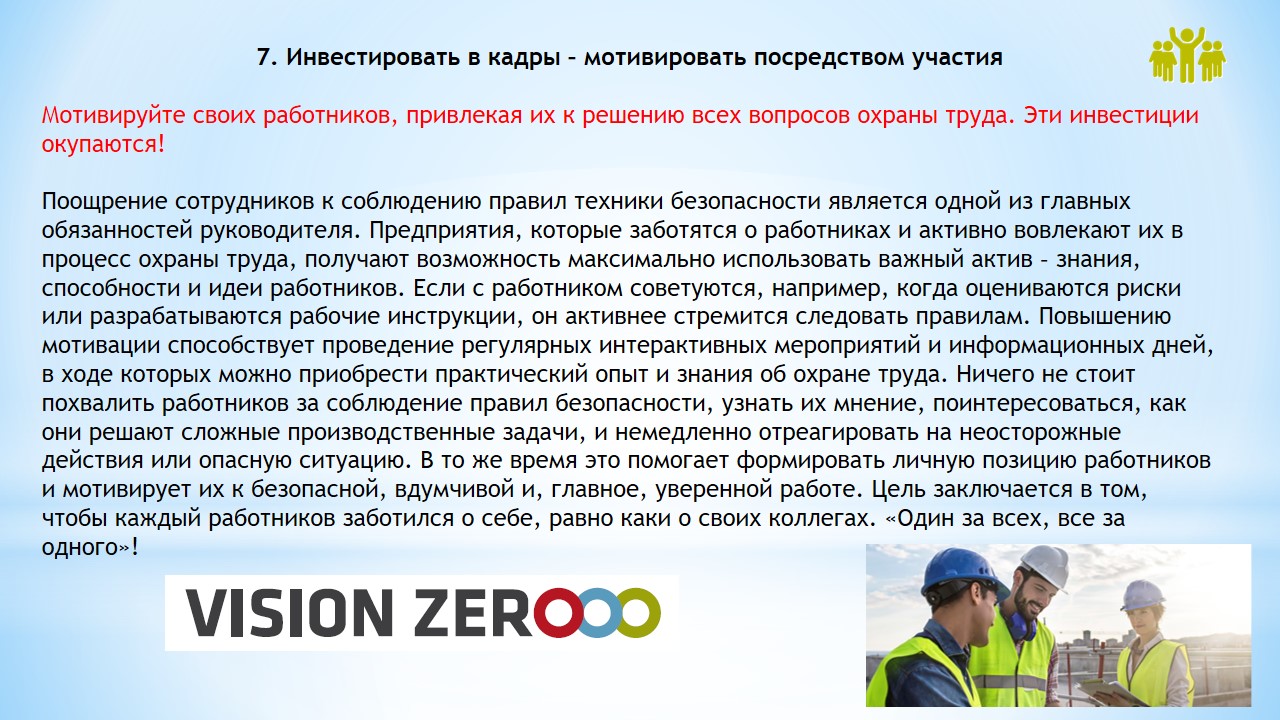 7. Инвестировать в кадры – мотивировать посредством участия
Мотивируйте своих работников, привлекая их к решению всех вопросов охраны труда. Эти инвестиции
окупаются!
Поощрение сотрудников к соблюдению правил техники безопасности является одной из главных
обязанностей руководителя. Предприятия, которые заботятся о работниках и активно вовлекают их в
процесс охраны труда, получают возможность максимально использовать важный актив – знания,
способности и идеи работников. Если с работником советуются, например, когда оцениваются риски
или разрабатываются рабочие инструкции, он активнее стремится следовать правилам. Повышению
мотивации способствует проведение регулярных интерактивных мероприятий и информационных дней,
в ходе которых можно приобрести практический опыт и знания об охране труда. Ничего не стоит
похвалить работников за соблюдение правил безопасности, узнать их мнение, поинтересоваться, как
они решают сложные производственные задачи, и немедленно отреагировать на неосторожные
действия или опасную ситуацию. В то же время это помогает формировать личную позицию работников
и мотивирует их к безопасной, вдумчивой и, главное, уверенной работе. Цель заключается в том,
чтобы каждый работников заботился о себе, равно каки о своих коллегах. «Один за всех, все за
одного»!
VISION ZEROOO